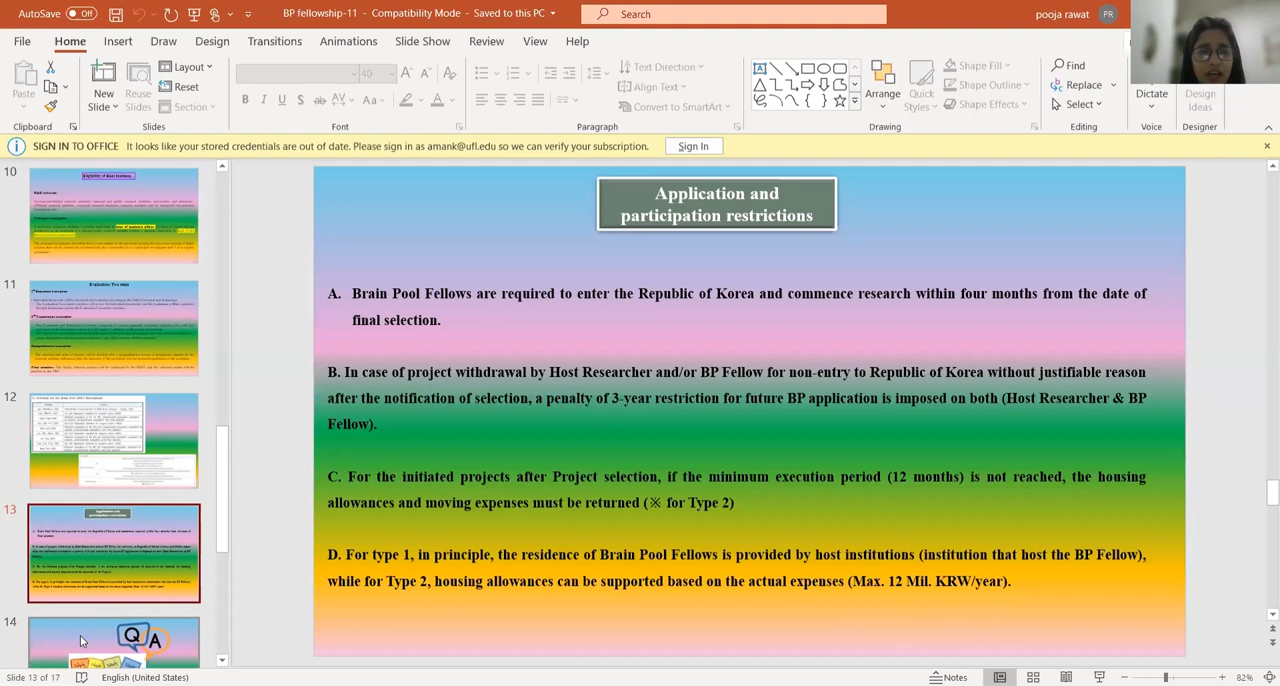 AutoSave Off BP fellowship-11 - Compatibility Mode - Saved to this PC Search pooja rawat PR
File Home Insert Draw Design Transitions Animations Slide Show Review View Help
Paste New Slide Reuse Slides Layout Reset Section 40 Text Direction Align Text Convert to SmartArt Arrange Quick Styles Shape Fill Shape Outline Shape Effects Find Replace Select Dictate Design Ideas
Clipboard Slides Font Paragraph Drawing Editing Voice Designer
SIGN IN TO OFFICE It looks like your stored credentials are out of date. Please sign in as amank@ufl.edu so we can verify your subscription. Sign In
10
11
12
13
14
Q A
Application and
participation restrictions
A. Brain Pool Fellows are required to enter the Republic of Korea and commence research within four months from the date of
final selection.
B. In case of project withdrawal by Host Researcher and/or BP Fellow for non-entry to Republic of Korea without justifiable reason
after the notification of selection, a penalty of 3-year restriction for future BP application is imposed on both (Host Researcher & BP
Fellow).
C. For the initiated projects after Project selection, if the minimum execution period (12 months) is not reached, the housing
allowances and moving expenses must be returned (※ for Type 2)
D. For type 1, in principle, the residence of Brain Pool Fellows is provided by host institutions (institution that host the BP Fellow),
while for Type 2, housing allowances can be supported based on the actual expenses (Max. 12 Mil. KRW/year).
Slide 13 of 17 English (United States) Notes 82%